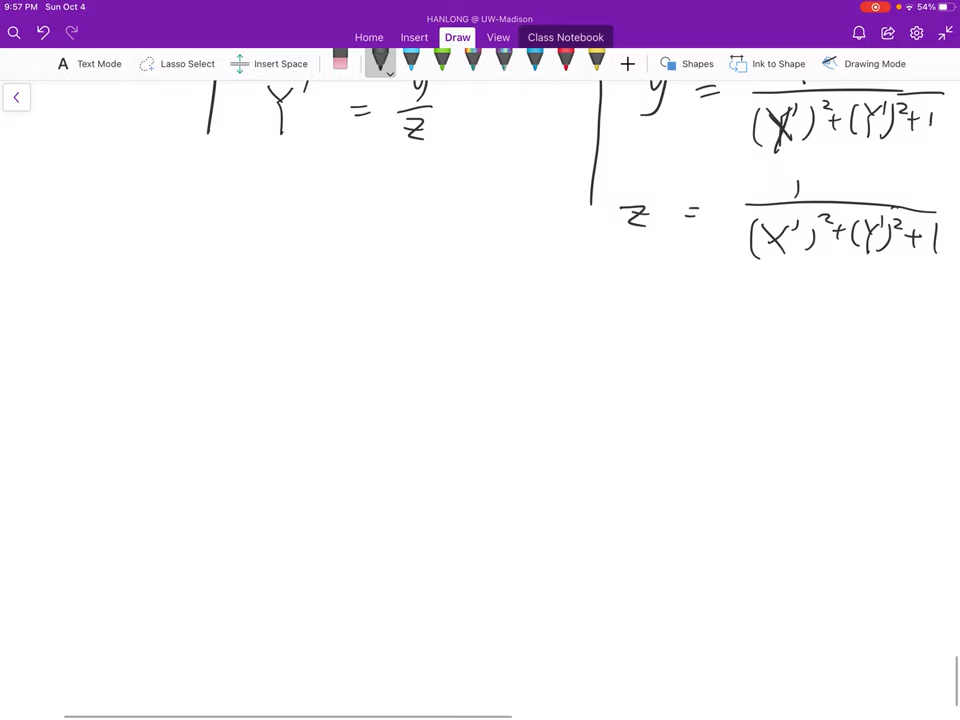 9:57 PM Sun Oct 4
54%
HANLONG @ UW-Madison
Home Insert Draw View Class Notebook
A Text Mode Lasso Select Insert Space Shapes Ink to Shape Drawing Mode
Y' = y/z
y = /((X')²+(Y')²+1
z = 1/((X')²+(Y')²+1